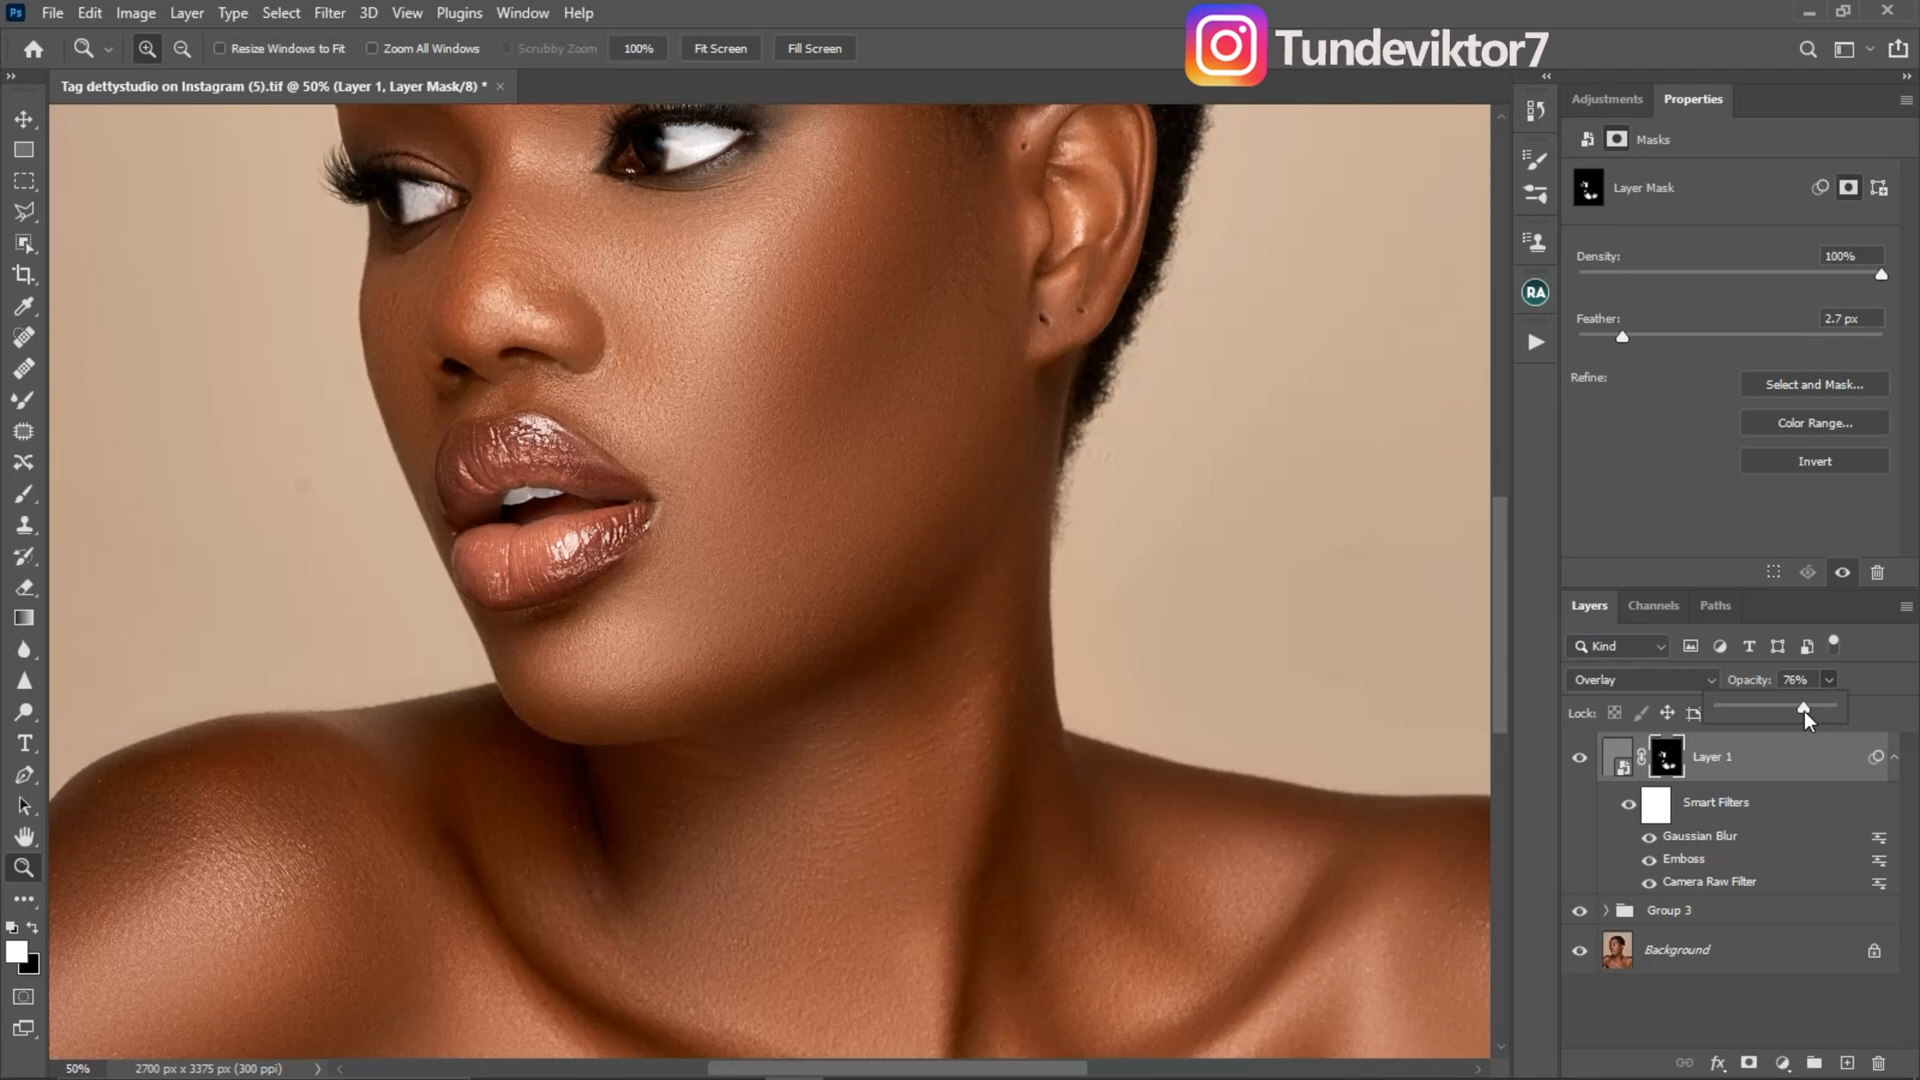 Ps File Edit Image Layer Type Select Filter 3D View Plugins Window Help
Resize Windows to Fit Zoom All Windows Scrubby Zoom 100% Fit Screen Fill Screen
Tundeviktor7
Tag dettystudio on Instagram (5).tif @ 50% (Layer 1, Layer Mask/8) *
Adjustments Properties
Masks
Layer Mask
Density: 100%
Feather: 2.7 px
RA
Refine:
Select and Mask...
Color Range...
Invert
Layers Channels Paths
Kind
Overlay Opacity: 76%
Lock:
Layer 1
Smart Filters
Gaussian Blur
Emboss
Camera Raw Filter
Group 3
Background
50% 2700 px x 3375 px (300 ppi)